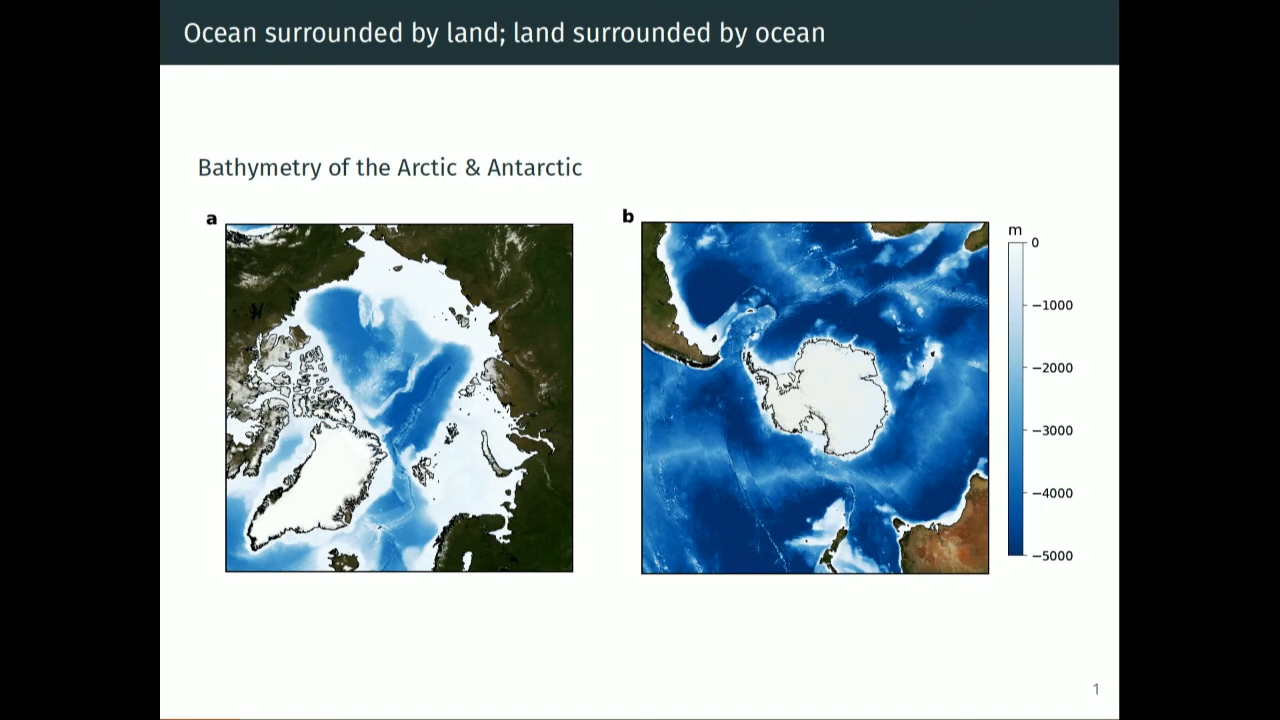 Ocean surrounded by land; land surrounded by ocean
Bathymetry of the Arctic & Antarctic
a
b
m
0
−1000
−2000
−3000
−4000
−5000
1